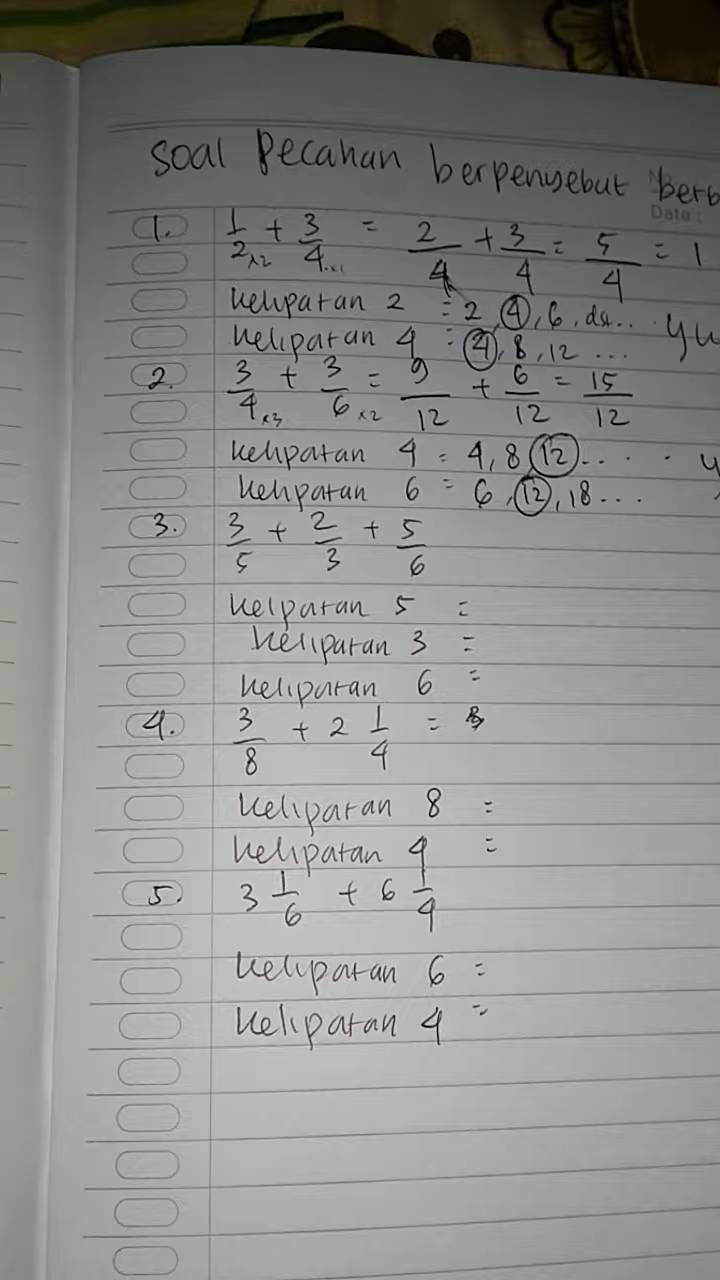 soal Pecahan berpenyebut berb
Date:
1. 1/2 x2 + 3/4 x1 = 2/4 + 3/4 = 5/4 = 1
kelipatan 2 = 2, 4, 6, dst... yu
kelipatan 4 = 4, 8, 12 ...
2. 3/4 x3 + 3/6 x2 = 9/12 + 6/12 = 15/12
kelipatan 4 = 4, 8, 12 .... y
kelipatan 6 = 6, 12, 18 ...
3. 3/5 + 2/3 + 5/6
kelpatan 5 =
kelipatan 3 =
kelipatan 6 =
4. 3/8 + 2 1/4 =
kelipatan 8 =
kelipatan 4 =
5. 3 1/6 + 6 1/4
kelipatan 6 =
kelipatan 4 =